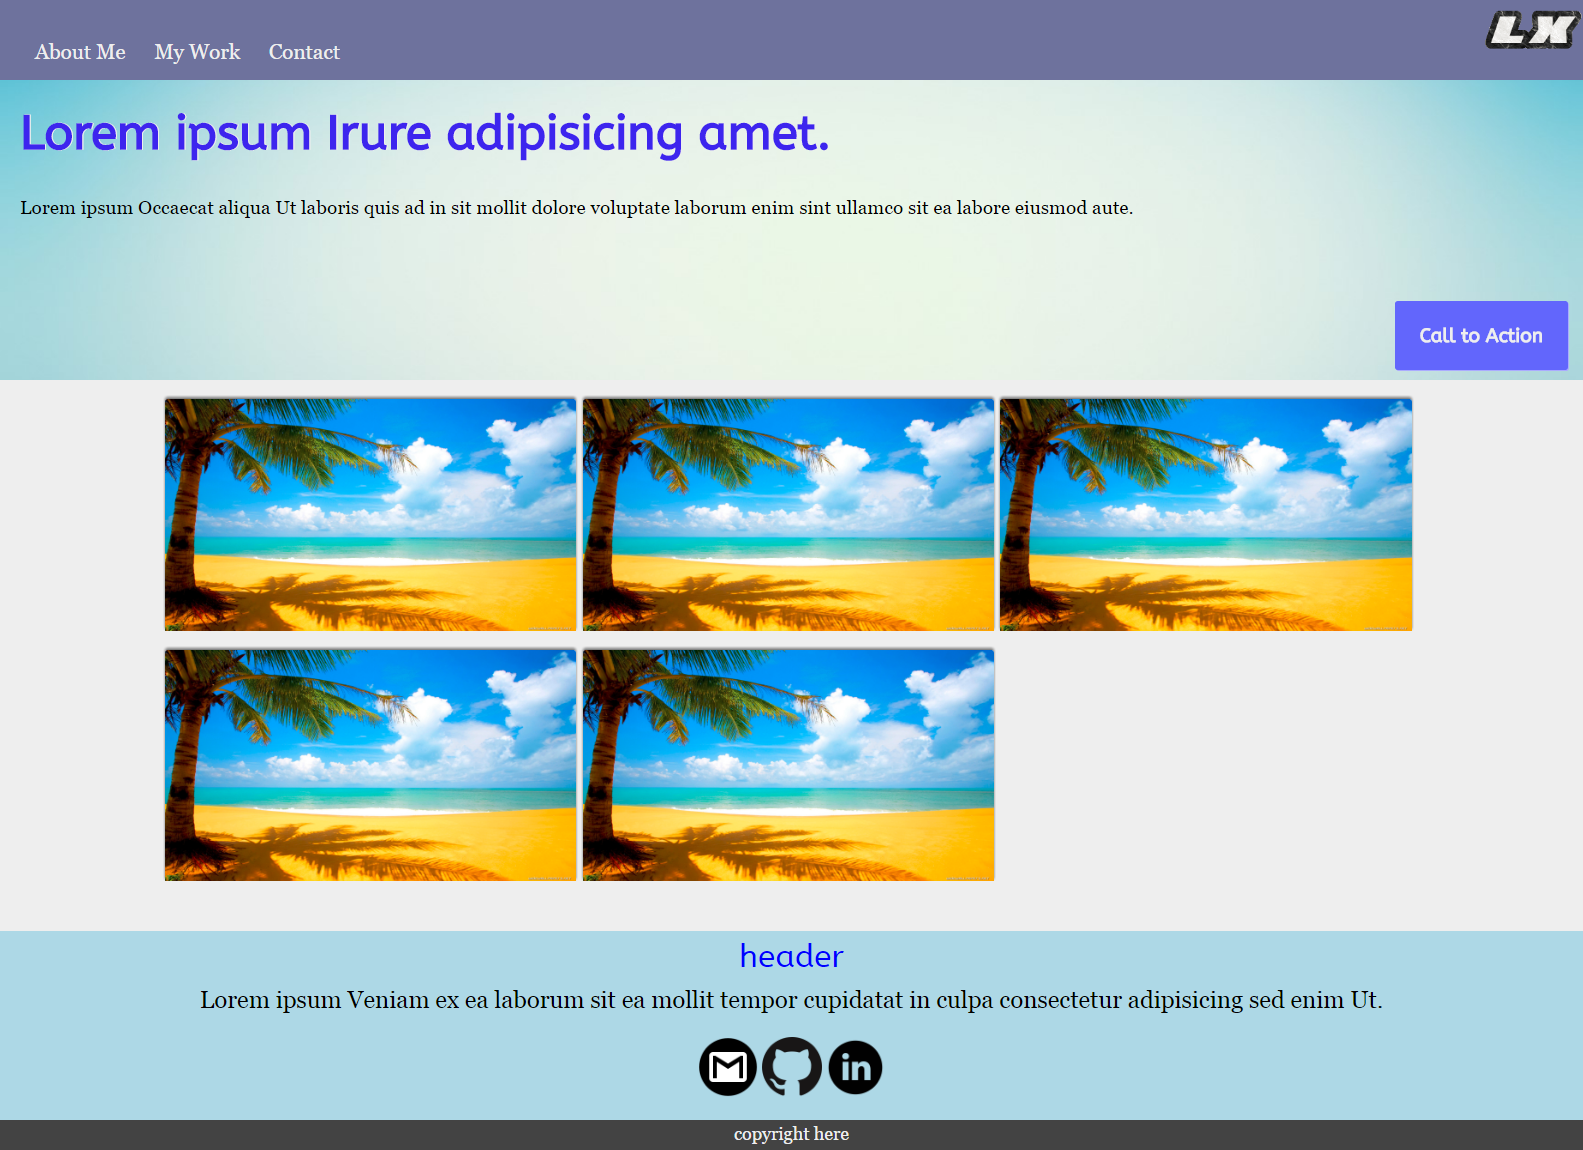 About Me My Work Contact
LX
Lorem ipsum Irure adipisicing amet.
Lorem ipsum Occaecat aliqua Ut laboris quis ad in sit mollit dolore voluptate laborum enim sint ullamco sit ea labore eiusmod aute.
Call to Action
header
Lorem ipsum Veniam ex ea laborum sit ea mollit tempor cupidatat in culpa consectetur adipisicing sed enim Ut.
in
copyright here